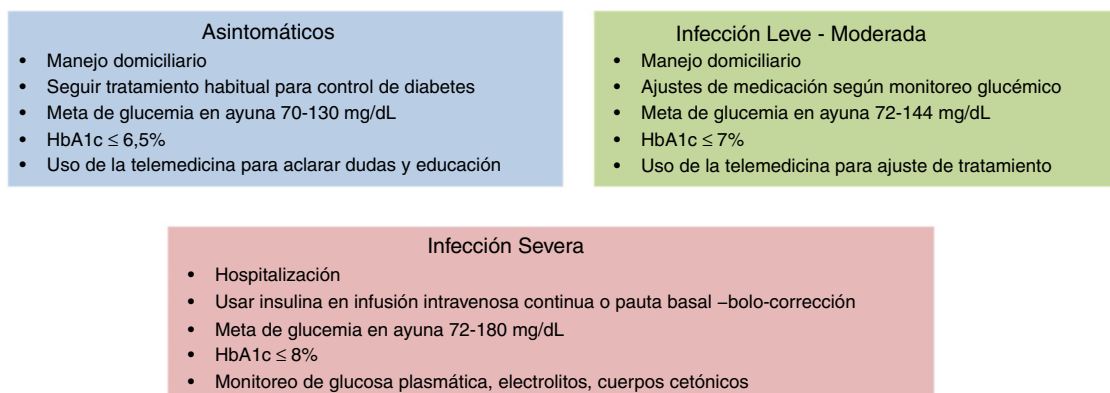 Asintomáticos
• Manejo domiciliario
• Seguir tratamiento habitual para control de diabetes
• Meta de glucemia en ayuna 70-130 mg/dL
• HbA1c ≤ 6,5%
• Uso de la telemedicina para aclarar dudas y educación
Infección Leve - Moderada
• Manejo domiciliario
• Ajustes de medicación según monitoreo glucémico
• Meta de glucemia en ayuna 72-144 mg/dL
• HbA1c ≤ 7%
• Uso de la telemedicina para ajuste de tratamiento
Infección Severa
• Hospitalización
• Usar insulina en infusión intravenosa continua o pauta basal –bolo-corrección
• Meta de glucemia en ayuna 72-180 mg/dL
• HbA1c ≤ 8%
• Monitoreo de glucosa plasmática, electrolitos, cuerpos cetónicos